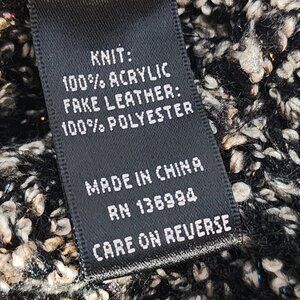 KNIT:
100% ACRYLIC
FAKE LEATHER:
100% POLYESTER
MADE IN CHINA
RN 136994
CARE ON REVERSE